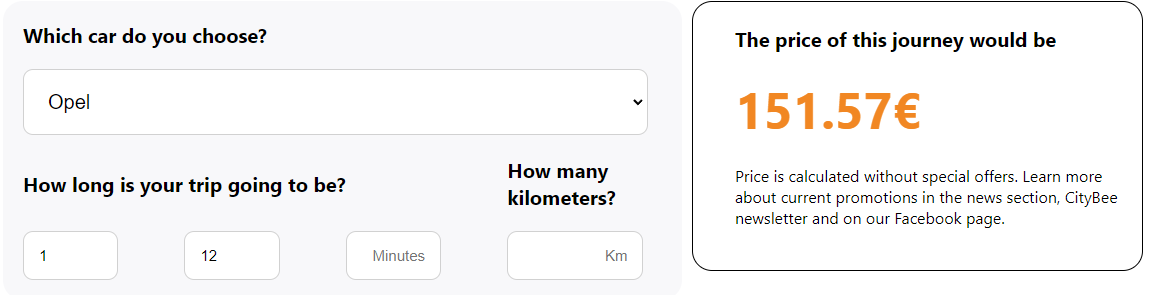 Which car do you choose?
Opel
How long is your trip going to be?
How many
kilometers?
1
12
Minutes
Km
The price of this journey would be
151.57€
Price is calculated without special offers. Learn more
about current promotions in the news section, CityBee
newsletter and on our Facebook page.